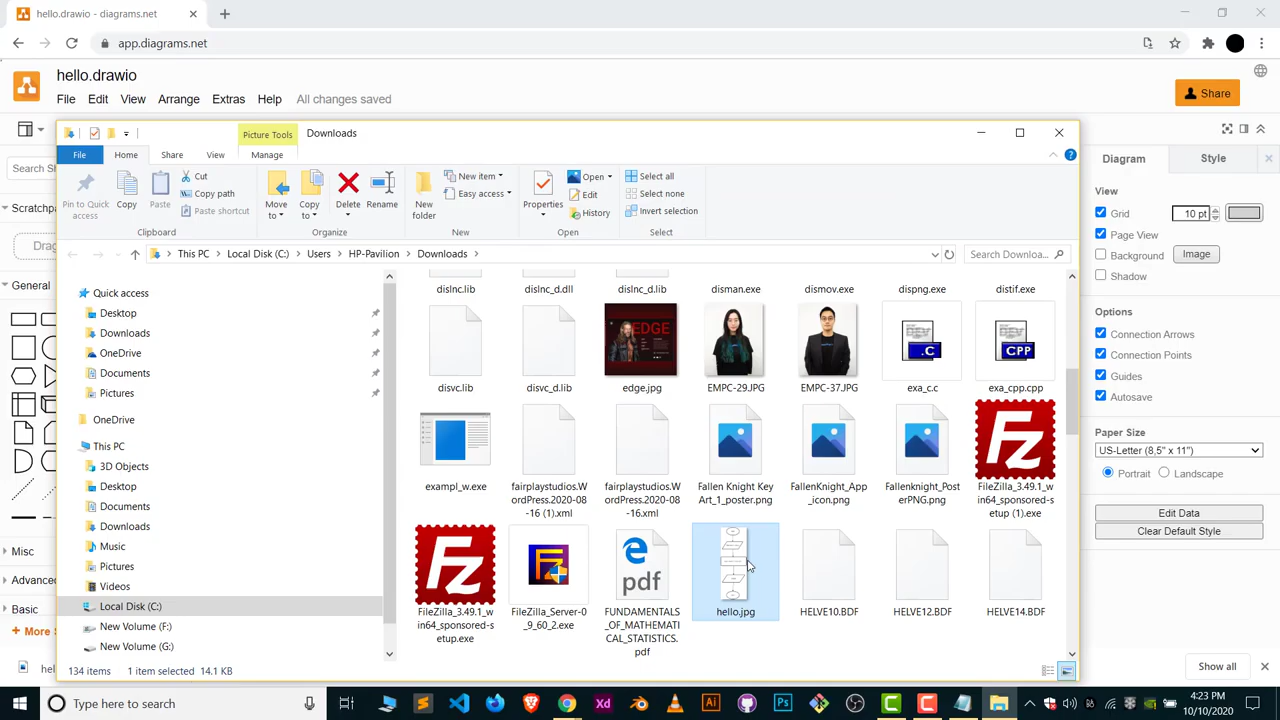 hello.drawio - diagrams.net
app.diagrams.net
hello.drawio
File Edit View Arrange Extras Help All changes saved
Share
Picture Tools
Downloads
File Home Share View Manage
Pin to Quick access
Copy
Paste
Cut
Copy path
Paste shortcut
Clipboard
Move to
Copy to
Delete
Rename
Organize
New folder
New item
Easy access
New
Properties
Open
Edit
History
Open
Select all
Select none
Invert selection
Select
This PC > Local Disk (C:) > Users > HP-Pavilion > Downloads >
Search Downloa...
Search Sh
Scratchpa
Drag
General
Misc
Advanc
Basic
+ More S
Quick access
Desktop
Downloads
OneDrive
Documents
Pictures
OneDrive
This PC
3D Objects
Desktop
Documents
Downloads
Music
Pictures
Videos
Local Disk (C:)
New Volume (F:)
New Volume (G:)
dislnc.lib dislnc_d.dll dislnc_d.lib disman.exe dismov.exe dispng.exe distif.exe
EDGE
.C
CPP
disvc.lib disvc_d.lib edge.jpg EMPC-29.JPG EMPC-37.JPG exa_c.c exa_cpp.cpp
exampl_w.exe
fairplaystudios.W
ordPress.2020-08
-16 (1).xml
fairplaystudios.W
ordPress.2020-08
-16.xml
Fallen Knight Key
Art_1_poster.png
FallenKnight_App
_icon.png
Fallenknight_Post
erPNG.png
Fz
FileZilla_3.49.1_w
in64_sponsored-s
etup (1).exe
Fz
FileZilla_3.49.1_w
in64_sponsored-s
etup.exe
FileZilla_Server-0
_9_60_2.exe
pdf
FUNDAMENTALS
_OF_MATHEMATI
CAL_STATISTICS.
pdf
hello.jpg
HELVE10.BDF
HELVE12.BDF
HELVE14.BDF
134 items 1 item selected 14.1 KB
Diagram Style
View
Grid 10 pt
Page View
Background Image
Shadow
Options
Connection Arrows
Connection Points
Guides
Autosave
Paper Size
US-Letter (8,5" x 11")
Portrait Landscape
Edit Data
Clear Default Style
hel
Show all
Type here to search
Xd
Ai
Ps
4:23 PM
10/10/2020